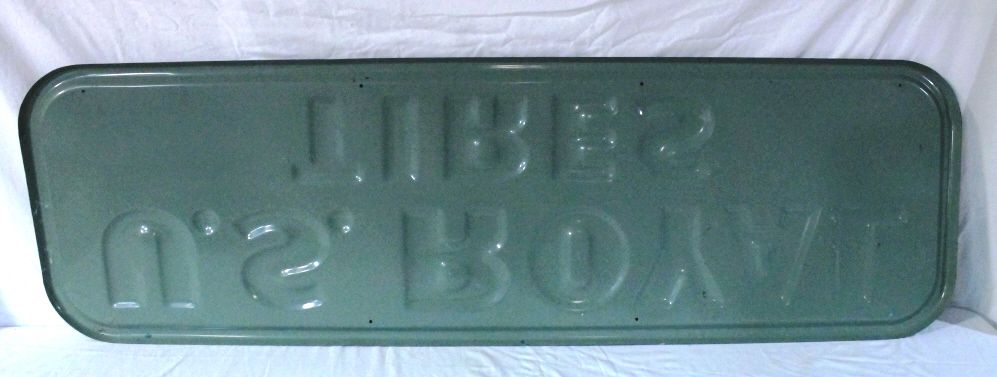 U.S. ROYAL
TIRES